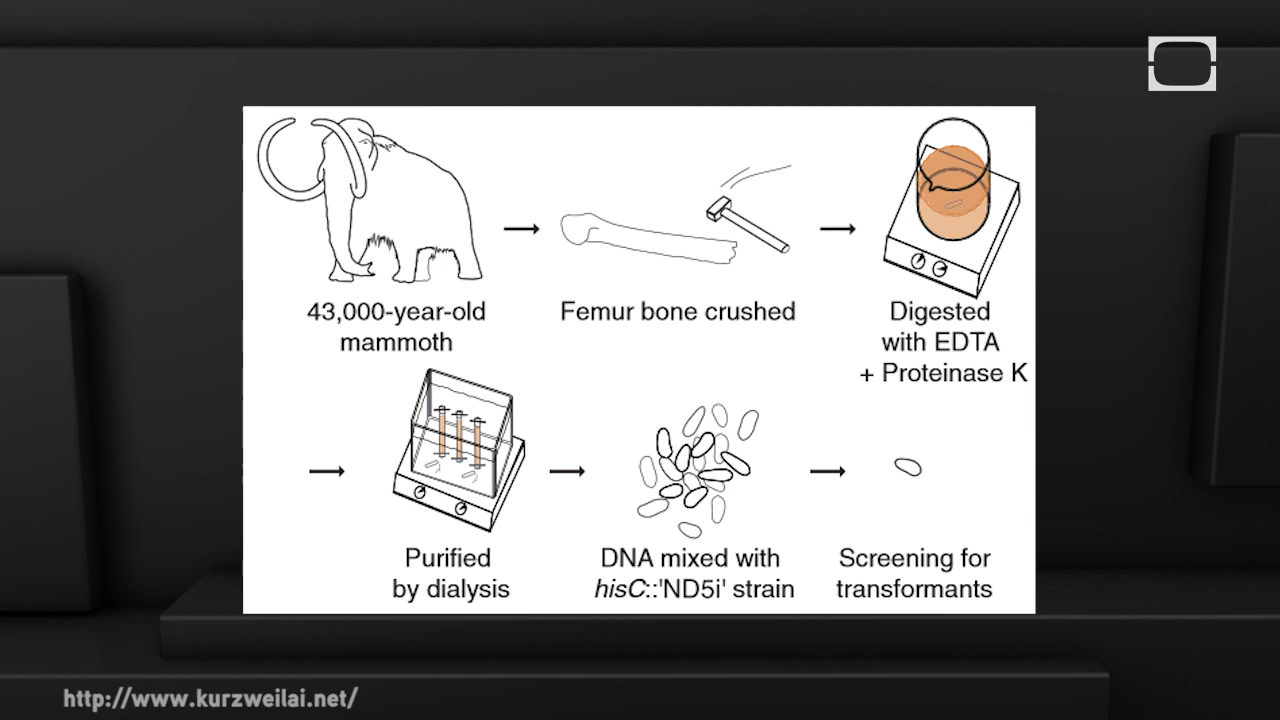 43,000-year-old
mammoth
Femur bone crushed
Digested
with EDTA
+ Proteinase K
Purified
by dialysis
DNA mixed with
hisC::'ND5i' strain
Screening for
transformants
http://www.kurzweilai.net/